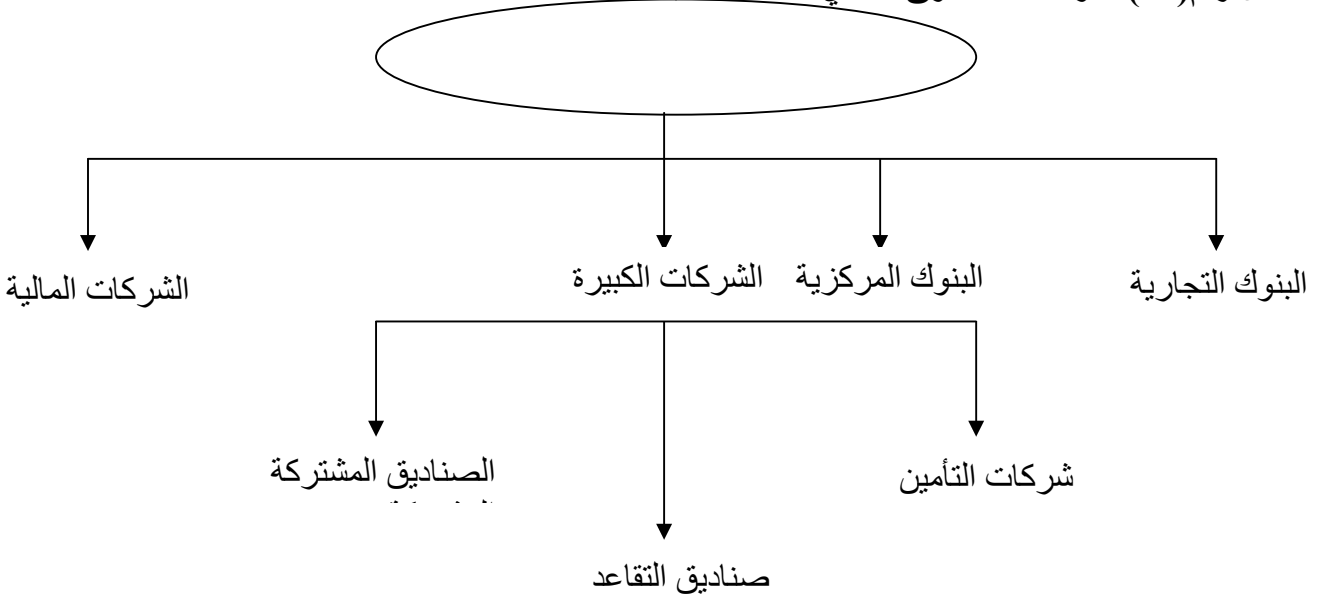 البنوك التجارية
البنوك المركزية
الشركات الكبيرة
الشركات المالية
شركات التأمين
الصناديق المشتركة
صناديق التقاعد